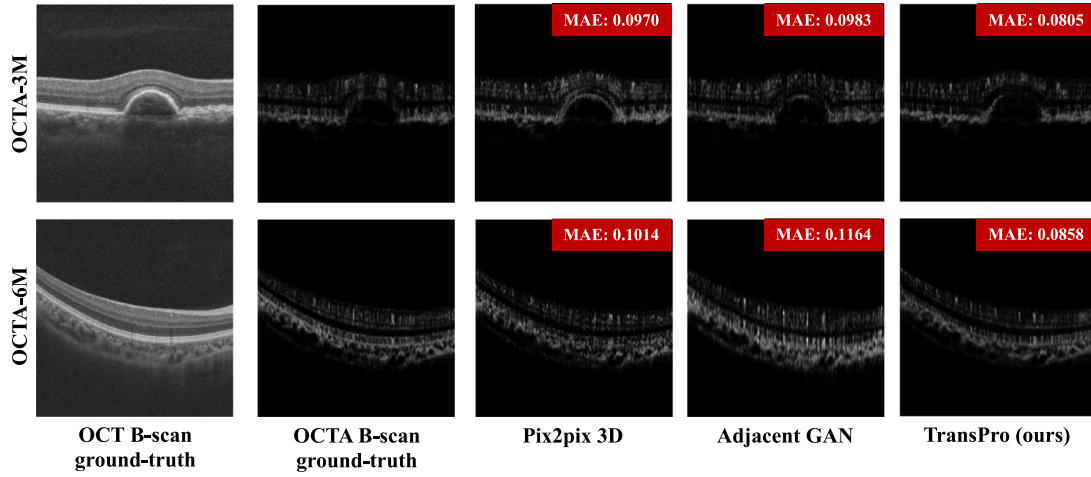 OCTA-3M
MAE: 0.0970
MAE: 0.0983
MAE: 0.0805
OCTA-6M
MAE: 0.1014
MAE: 0.1164
MAE: 0.0858
OCT B-scan
ground-truth
OCTA B-scan
ground-truth
Pix2pix 3D
Adjacent GAN
TransPro (ours)